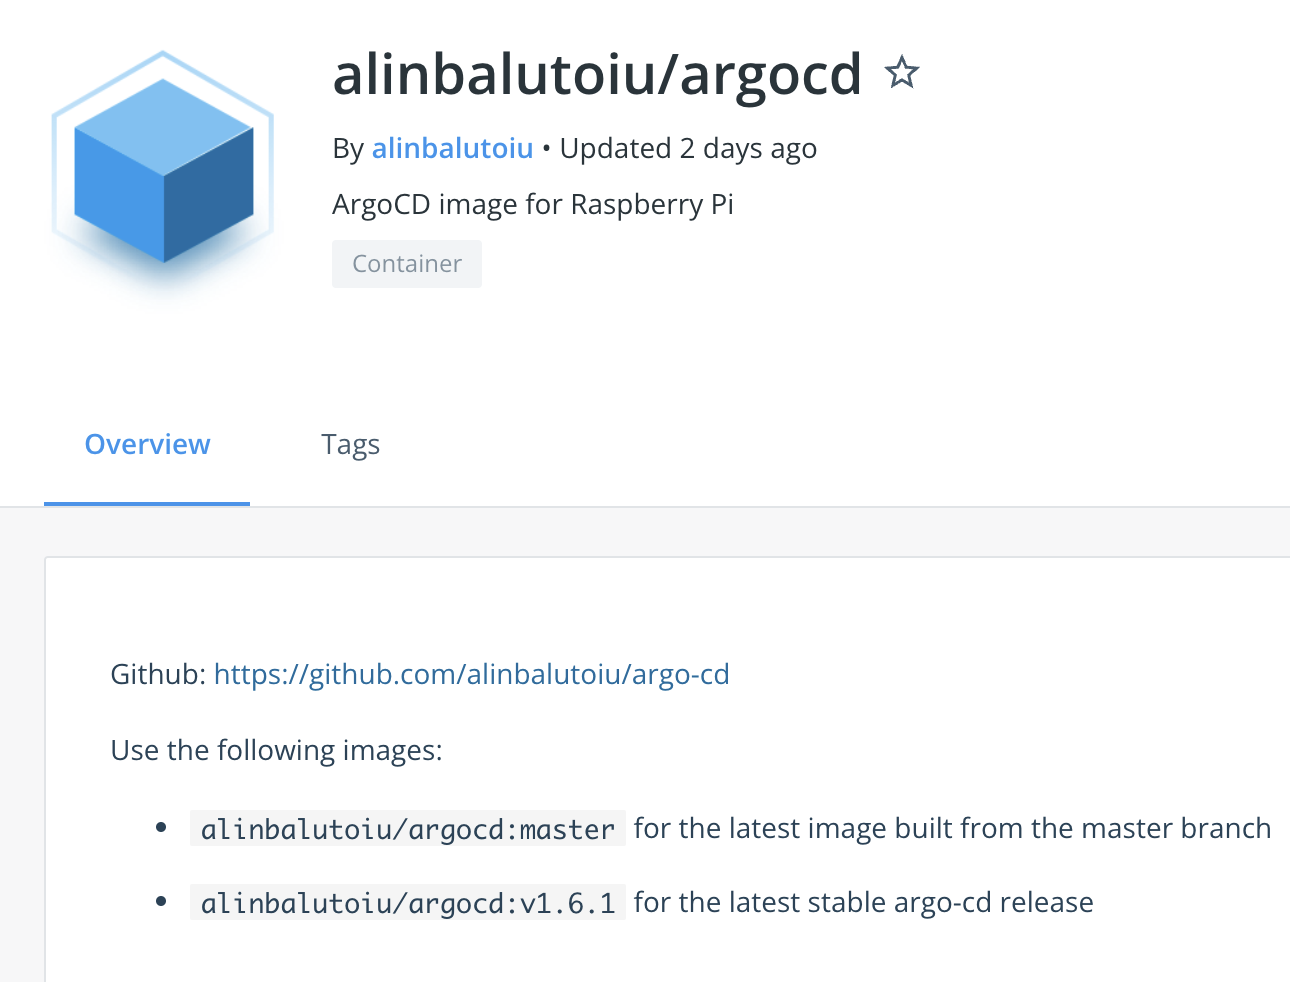 alinbalutoiu/argocd
By alinbalutoiu • Updated 2 days ago
ArgoCD image for Raspberry Pi
Container
Overview
Tags
Github: https://github.com/alinbalutoiu/argo-cd
Use the following images:
• alinbalutoiu/argocd:master for the latest image built from the master branch
• alinbalutoiu/argocd:v1.6.1 for the latest stable argo-cd release